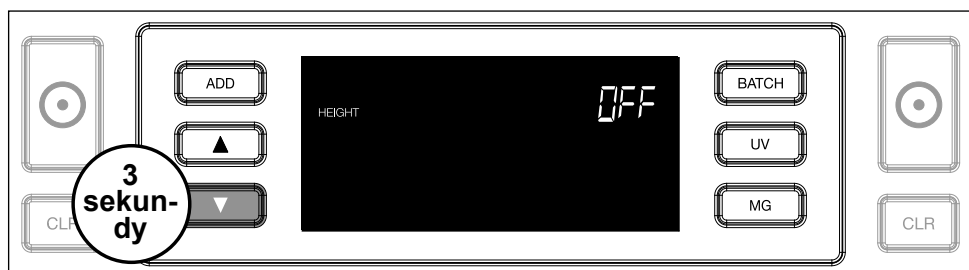 ADD
HEIGHT
OFF
BATCH
UV
MG
3
sekun-
dy
CLR
CLR